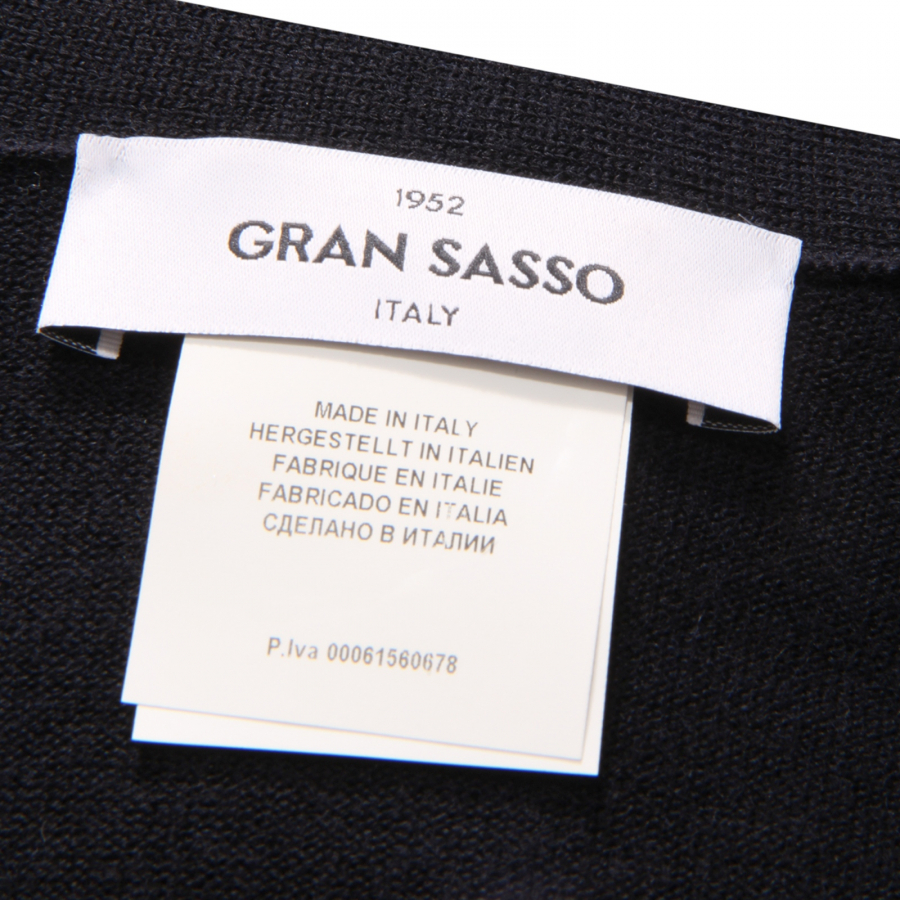 1952
GRAN SASSO
ITALY
MADE IN ITALY
HERGESTELLT IN ITALIEN
FABRIQUE EN ITALIE
FABRICADO EN ITALIA
СДЕЛАНО В ИТАЛИИ
P.Iva 00061560678